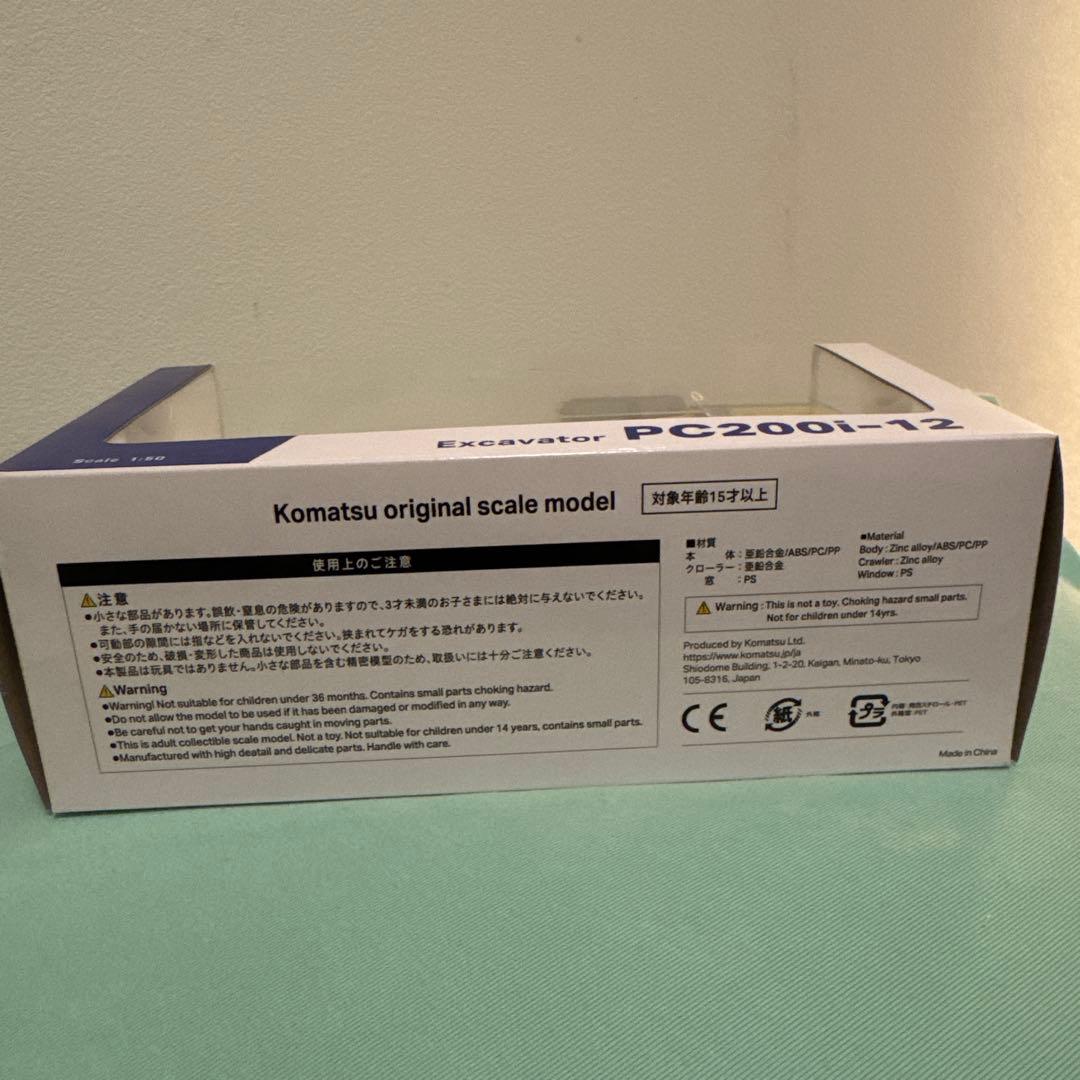 Scale 1:50
Excavator PC200i-12
Komatsu original scale model
対象年齢15才以上
使用上のご注意
注意
●小さな部品があります。誤飲・窒息の危険がありますので、3才未満のお子さまには絶対に与えないでください。
また、手の届かない場所に保管してください。
●可動部の隙間には指などを入れないでください。挟まれてケガをする恐れがあります。
●安全のため、破損・変形した商品は使用しないでください。
●本製品は玩具ではありません。小さな部品を含む精密模型のため、取扱いには十分ご注意ください。
Warning
●Warning! Not suitable for children under 36 months. Contains small parts choking hazard.
●Do not allow the model to be used if it has been damaged or modified in any way.
●Be careful not to get your hands caught in moving parts.
●This is adult collectible scale model. Not a toy. Not suitable for children under 14 years, contains small parts.
●Manufactured with high deatail and delicate parts. Handle with care.
■材質
本 体：亜鉛合金/ABS/PC/PP
クローラー：亜鉛合金
窓 ：PS
■Material
Body : Zinc alloy/ABS/PC/PP
Crawler : Zinc alloy
Window : PS
Warning : This is not a toy. Choking hazard small parts.
Not for children under 14yrs.
Produced by Komatsu Ltd.
https://www.komatsu.jp/ja
Shiodome Building, 1-2-20, Kaigan, Minato-ku, Tokyo
105-8316, Japan
CE
紙 外箱
プラ
内箱：発泡スチロール・PET
外箱窓：PET
Made in China